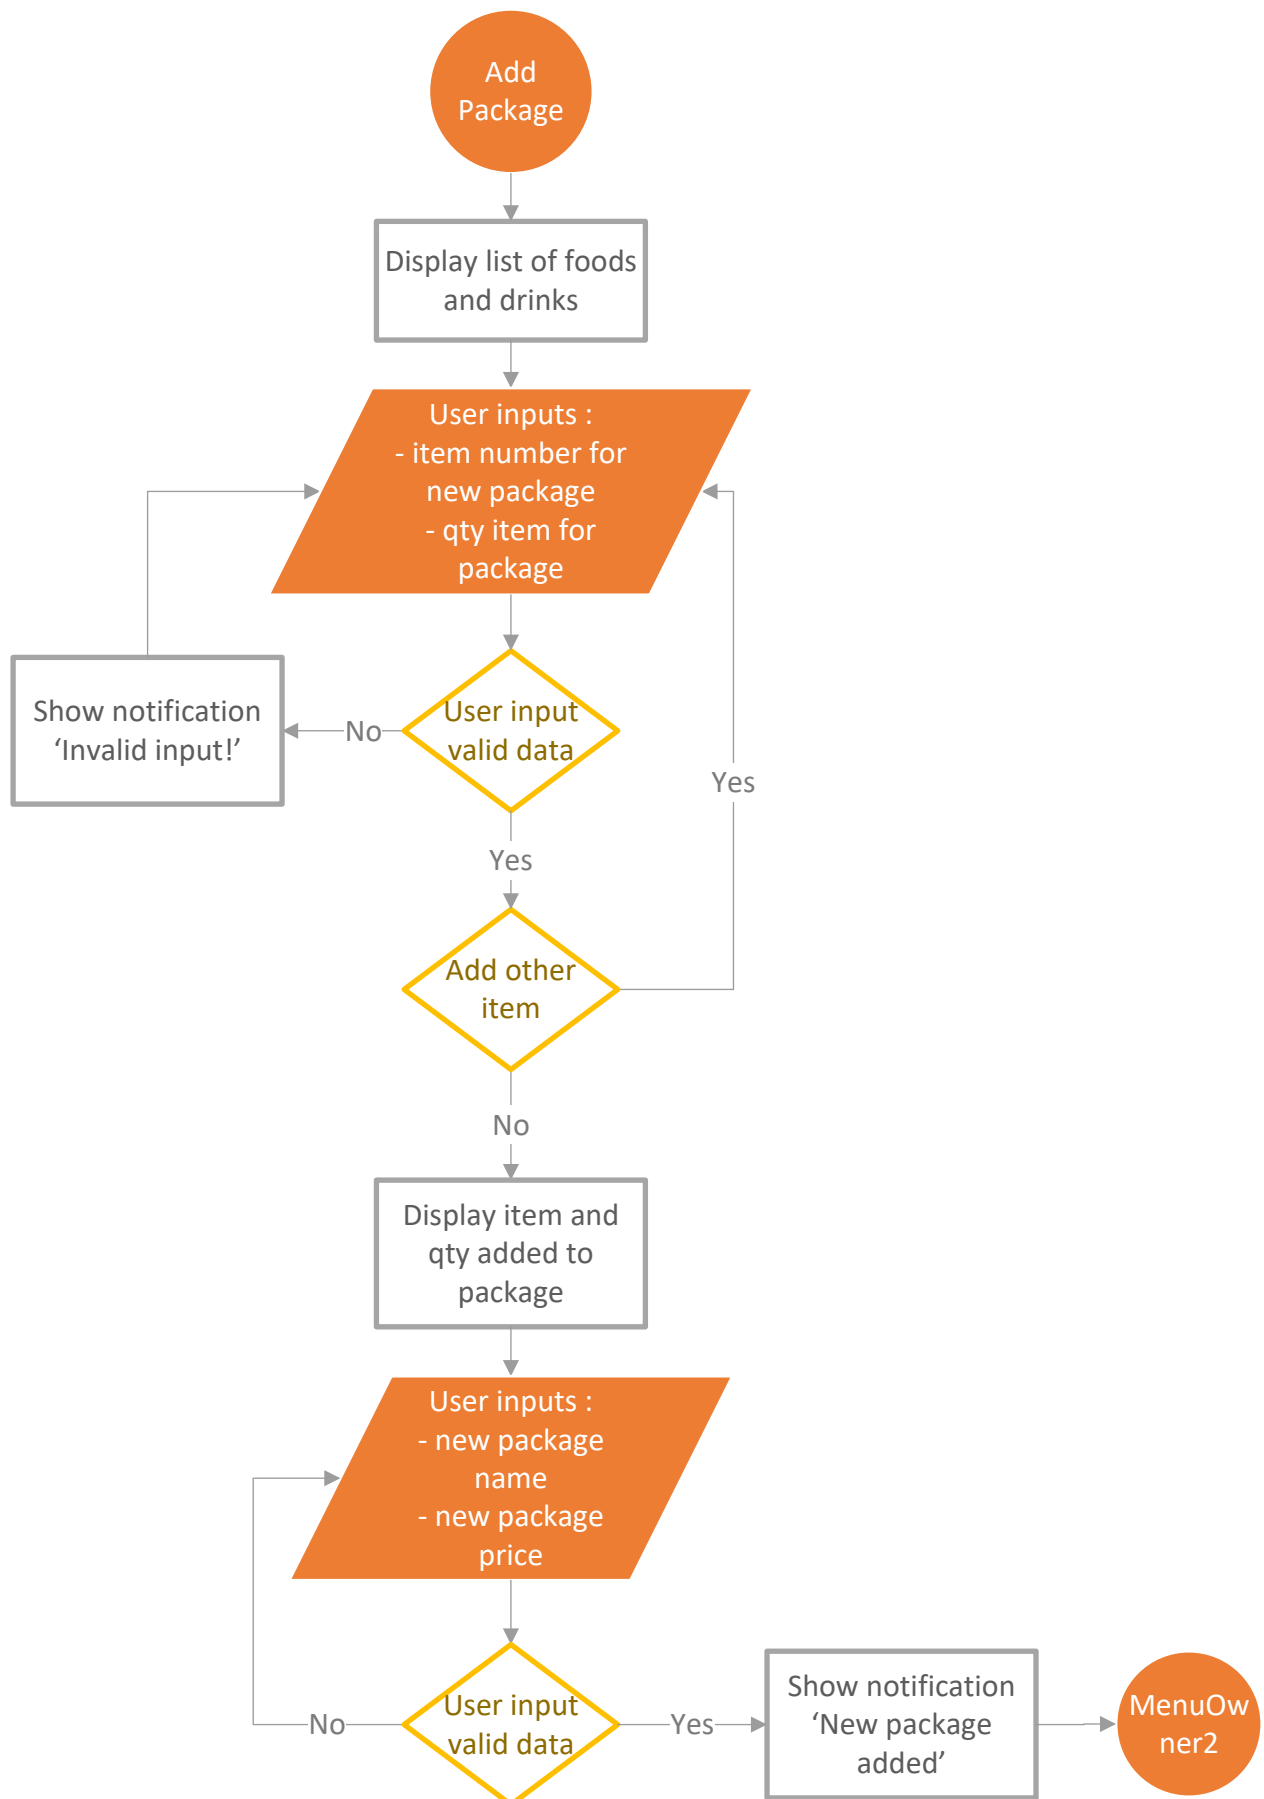 Add
Package
Display list of foods
and drinks
User inputs :
- item number for
new package
- qty item for
package
User input
valid data
No
Show notification
‘Invalid input!’
Yes
Add other
item
Yes
No
Display item and
qty added to
package
User inputs :
- new package
name
- new package
price
User input
valid data
No
Yes
Show notification
‘New package
added’
MenuOw
ner2